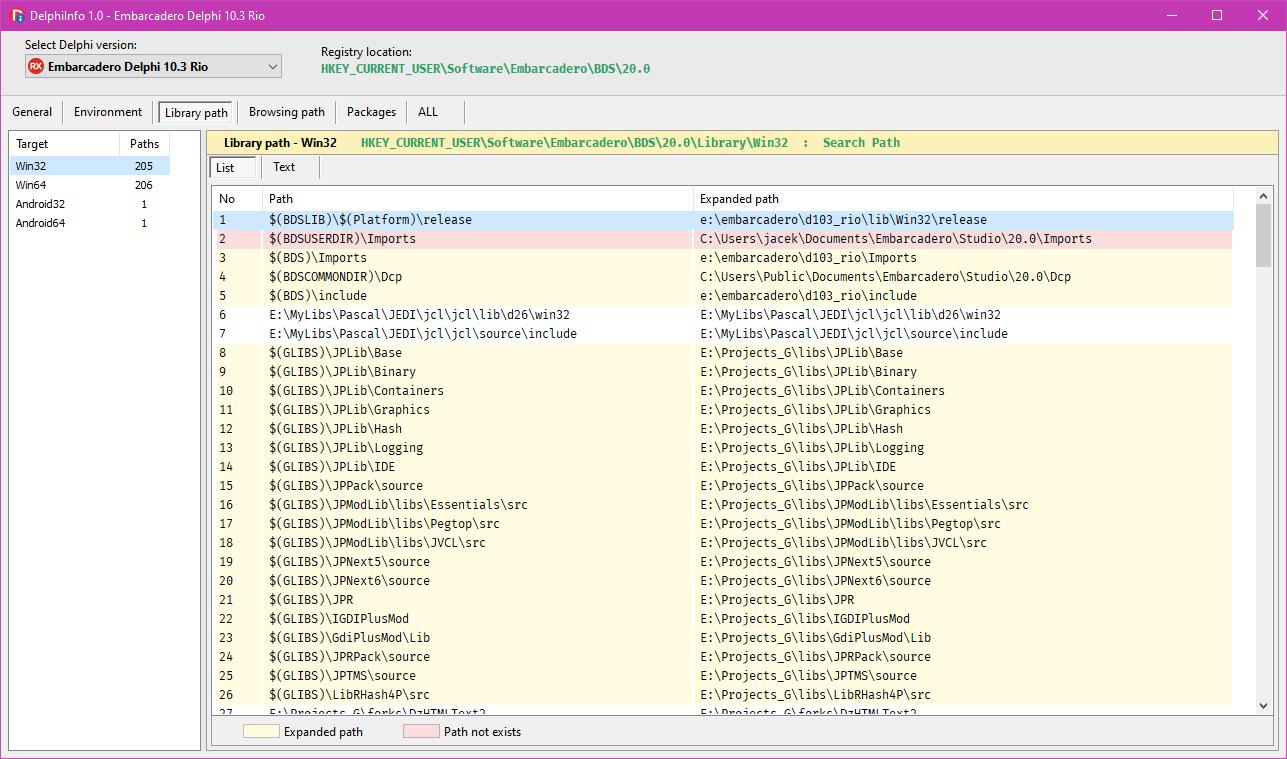 DelphiInfo 1.0 - Embarcadero Delphi 10.3 Rio
Select Delphi version:
RX Embarcadero Delphi 10.3 Rio
Registry location:
HKEY_CURRENT_USER\Software\Embarcadero\BDS\20.0
General Environment Library path Browsing path Packages ALL
Target Paths
Win32 205
Win64 206
Android32 1
Android64 1
Library path - Win32 HKEY_CURRENT_USER\Software\Embarcadero\BDS\20.0\Library\Win32 : Search Path
List Text
No Path Expanded path
1 $(BDSLIB)\$(Platform)\release e:\embarcadero\d103_rio\lib\Win32\release
2 $(BDSUSERDIR)\Imports C:\Users\jacek\Documents\Embarcadero\Studio\20.0\Imports
3 $(BDS)\Imports e:\embarcadero\d103_rio\Imports
4 $(BDSCOMMONDIR)\Dcp C:\Users\Public\Documents\Embarcadero\Studio\20.0\Dcp
5 $(BDS)\include e:\embarcadero\d103_rio\include
6 E:\MyLibs\Pascal\JEDI\jcl\jcl\lib\d26\win32 E:\MyLibs\Pascal\JEDI\jcl\jcl\lib\d26\win32
7 E:\MyLibs\Pascal\JEDI\jcl\jcl\source\include E:\MyLibs\Pascal\JEDI\jcl\jcl\source\include
8 $(GLIBS)\JPLib\Base E:\Projects_G\libs\JPLib\Base
9 $(GLIBS)\JPLib\Binary E:\Projects_G\libs\JPLib\Binary
10 $(GLIBS)\JPLib\Containers E:\Projects_G\libs\JPLib\Containers
11 $(GLIBS)\JPLib\Graphics E:\Projects_G\libs\JPLib\Graphics
12 $(GLIBS)\JPLib\Hash E:\Projects_G\libs\JPLib\Hash
13 $(GLIBS)\JPLib\Logging E:\Projects_G\libs\JPLib\Logging
14 $(GLIBS)\JPLib\IDE E:\Projects_G\libs\JPLib\IDE
15 $(GLIBS)\JPPack\source E:\Projects_G\libs\JPPack\source
16 $(GLIBS)\JPModLib\libs\Essentials\src E:\Projects_G\libs\JPModLib\libs\Essentials\src
17 $(GLIBS)\JPModLib\libs\Pegtop\src E:\Projects_G\libs\JPModLib\libs\Pegtop\src
18 $(GLIBS)\JPModLib\libs\JVCL\src E:\Projects_G\libs\JPModLib\libs\JVCL\src
19 $(GLIBS)\JPNext5\source E:\Projects_G\libs\JPNext5\source
20 $(GLIBS)\JPNext6\source E:\Projects_G\libs\JPNext6\source
21 $(GLIBS)\JPR E:\Projects_G\libs\JPR
22 $(GLIBS)\IGDIPlusMod E:\Projects_G\libs\IGDIPlusMod
23 $(GLIBS)\GdiPlusMod\Lib E:\Projects_G\libs\GdiPlusMod\Lib
24 $(GLIBS)\JPRPack\source E:\Projects_G\libs\JPRPack\source
25 $(GLIBS)\JPTMS\source E:\Projects_G\libs\JPTMS\source
26 $(GLIBS)\LibRHash4P\src E:\Projects_G\libs\LibRHash4P\src
27 E:\Projects_G\forks\DzHTMLText2 E:\Projects_G\forks\DzHTMLText2
Expanded path Path not exists